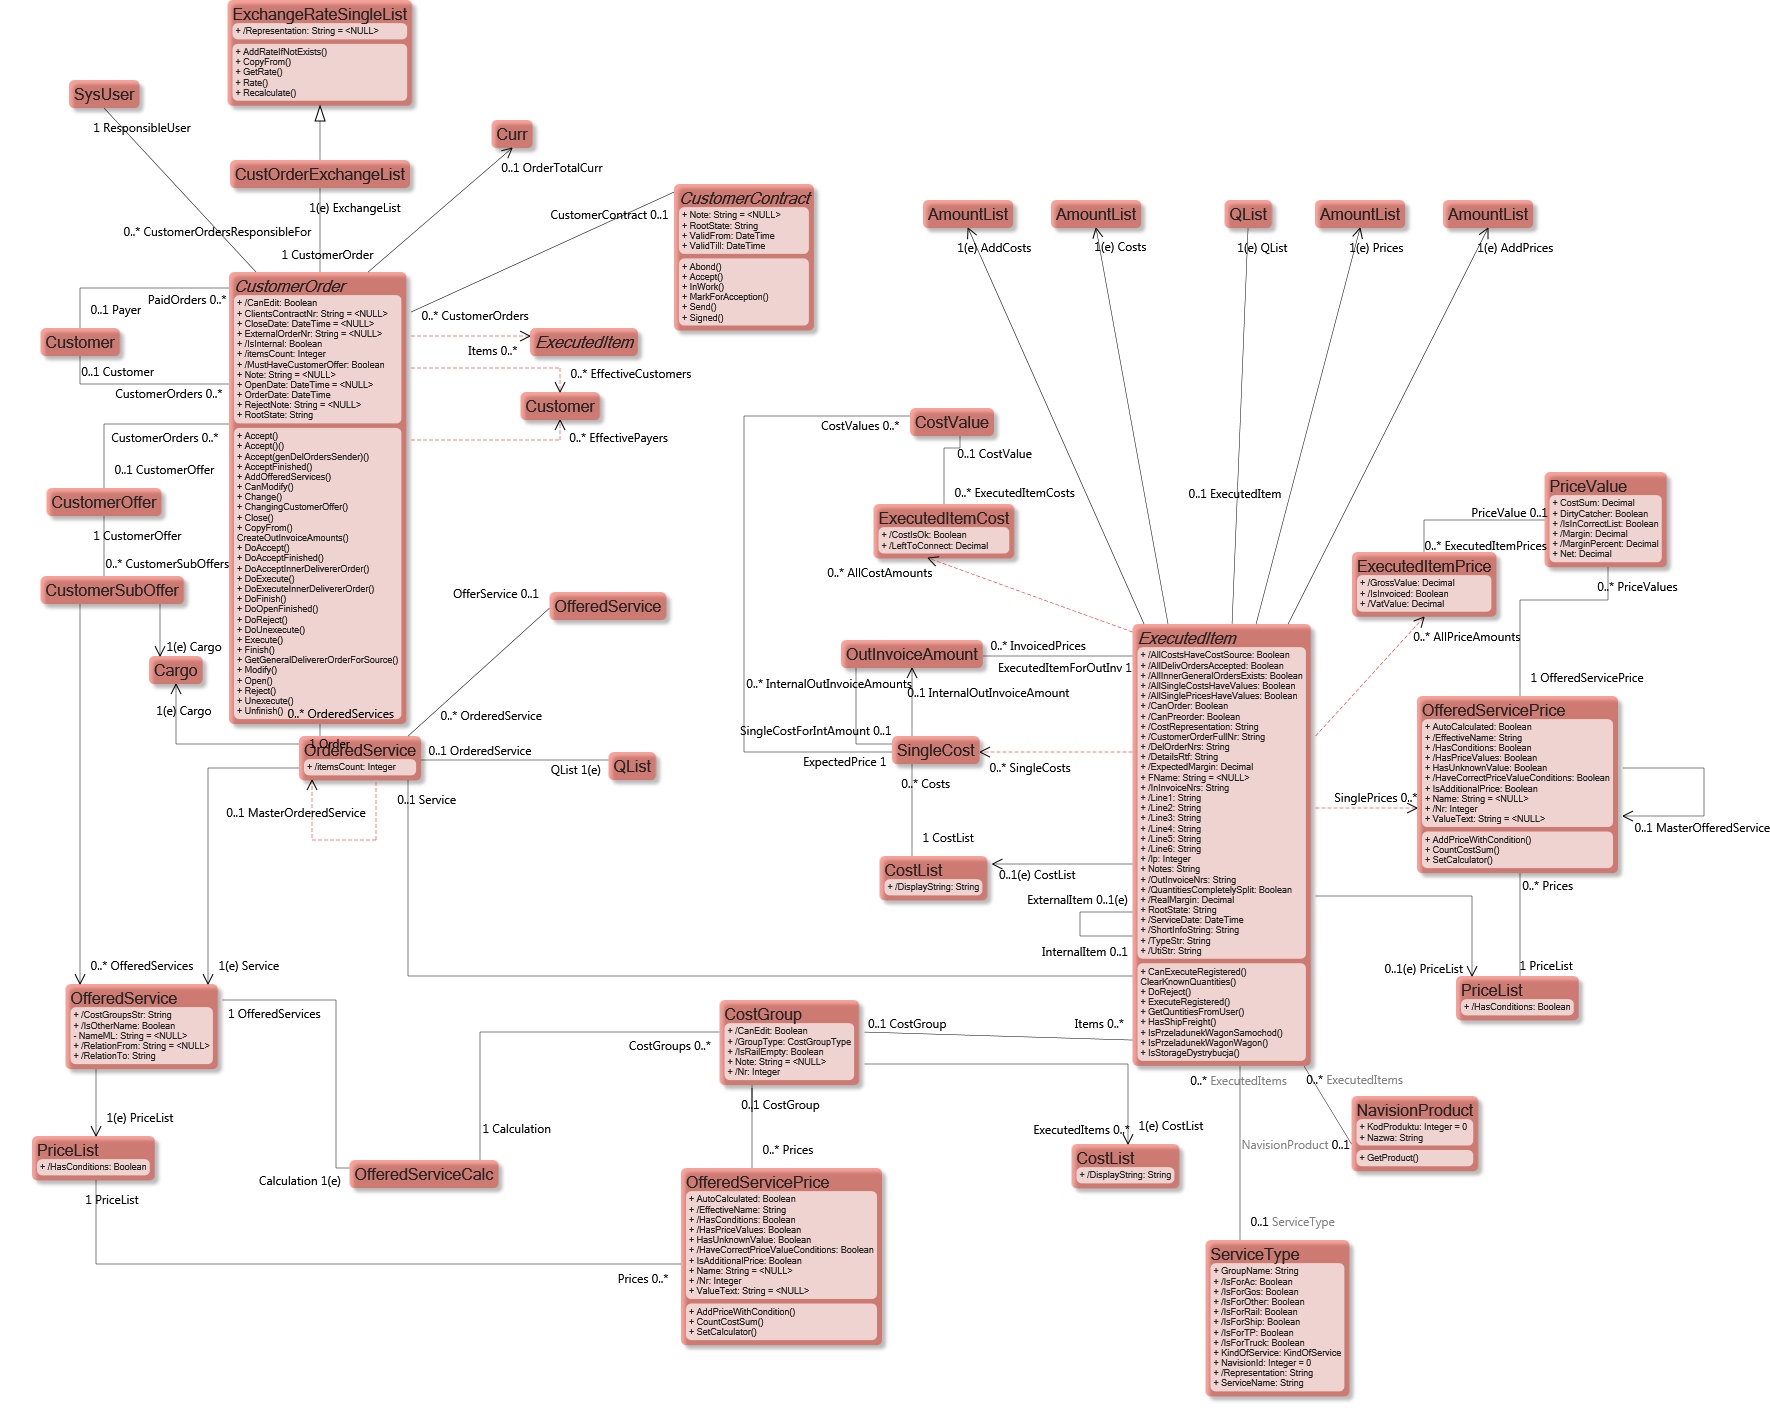 ExchangeRateSingleList
+ /Representation: String = <NULL>
+ AddRateIfNotExists()
+ CopyFrom()
+ GetRate()
+ Rate()
+ Recalculate()
SysUser
1 ResponsibleUser
Curr
0..1 OrderTotalCurr
CustOrderExchangeList
1(e) ExchangeList
0..* CustomerOrdersResponsibleFor
1 CustomerOrder
CustomerContract 0..1
CustomerContract
+ Note: String = <NULL>
+ RootState: String
+ ValidFrom: DateTime
+ ValidTill: DateTime
+ Abond()
+ Accept()
+ InWork()
+ MarkForAcception()
+ Send()
+ Signed()
CustomerOrder
+ /CanEdit: Boolean
+ ClientsContractNr: String = <NULL>
+ CloseDate: DateTime = <NULL>
+ ExternalOrderNr: String = <NULL>
+ /IsInternal: Boolean
+ /itemsCount: Integer
+ /MustHaveCustomerOffer: Boolean
+ Note: String = <NULL>
+ OpenDate: DateTime = <NULL>
+ OrderDate: DateTime
+ RejectNote: String = <NULL>
+ RootState: String
+ Accept()
+ Accept()()
+ Accept(genDelOrdersSender)()
+ AcceptFinished()
+ AddOfferedServices()
+ CanModify()
+ Change()
+ ChangingCustomerOffer()
+ Close()
+ CopyFrom()
CreateOutInvoiceAmounts()
+ DoAccept()
+ DoAcceptFinished()
+ DoAcceptInnerDelivererOrder()
+ DoExecute()
+ DoExecuteInnerDelivererOrder()
+ DoFinish()
+ DoOpenFinished()
+ DoReject()
+ DoUnexecute()
+ Execute()
+ Finish()
+ GetGeneralDelivererOrderForSource()
+ Modify()
+ Open()
+ Reject()
+ Unexecute()
+ Unfinish()
PaidOrders 0..*
0..1 Payer
Customer
0..1 Customer
CustomerOrders 0..*
CustomerOrders 0..*
0..1 CustomerOffer
CustomerOffer
1 CustomerOffer
0..* CustomerSubOffers
CustomerSubOffer
1(e) Cargo
Cargo
1(e) Cargo
0..* CustomerOrders
Items 0..*
ExecutedItem
0..* EffectiveCustomers
Customer
0..* EffectivePayers
OfferService 0..1
OfferedService
0..* OrderedServices
0..* OrderedService
1 Order
OrderedService
+ /itemsCount: Integer
0..1 OrderedService
QList 1(e)
QList
0..1 Service
0..1 MasterOrderedService
0..* OfferedServices
1(e) Service
OfferedService
+ /CostGroupsStr: String
+ /IsOtherName: Boolean
- NameML: String = <NULL>
+ /RelationFrom: String = <NULL>
+ /RelationTo: String
1 OfferedServices
1(e) PriceList
PriceList
+ /HasConditions: Boolean
1 PriceList
Calculation 1(e)
OfferedServiceCalc
1 Calculation
CostGroups 0..*
CostGroup
+ /CanEdit: Boolean
+ /GroupType: CostGroupType
+ /IsRailEmpty: Boolean
+ Note: String = <NULL>
+ /Nr: Integer
0..1 CostGroup
0..1 CostGroup
0..* Prices
Prices 0..*
OfferedServicePrice
+ AutoCalculated: Boolean
+ /EffectiveName: String
+ /HasConditions: Boolean
+ /HasPriceValues: Boolean
+ HasUnknownValue: Boolean
+ /HaveCorrectPriceValueConditions: Boolean
+ IsAdditionalPrice: Boolean
+ Name: String = <NULL>
+ /Nr: Integer
+ ValueText: String = <NULL>
+ AddPriceWithCondition()
+ CountCostSum()
+ SetCalculator()
AmountList
AmountList
QList
AmountList
AmountList
1(e) AddCosts
1(e) Costs
1(e) QList
1(e) Prices
1(e) AddPrices
0..1 ExecutedItem
CostValues 0..*
CostValue
0..1 CostValue
0..* ExecutedItemCosts
ExecutedItemCost
+ /CostIsOk: Boolean
+ /LeftToConnect: Decimal
0..* AllCostAmounts
OutInvoiceAmount
0..* InvoicedPrices
ExecutedItemForOutInv 1
0..* InternalOutInvoiceAmounts
0..1 InternalOutInvoiceAmount
SingleCostForIntAmount 0..1
SingleCost
ExpectedPrice 1
0..* SingleCosts
0..* Costs
1 CostList
CostList
+ /DisplayString: String
0..1(e) CostList
ExternalItem 0..1(e)
InternalItem 0..1
Items 0..*
ExecutedItem
+ /AllCostsHaveCostSource: Boolean
+ /AllDelivOrdersAccepted: Boolean
+ /AllInnerGeneralOrdersExists: Boolean
+ /AllSingleCostsHaveValues: Boolean
+ /AllSinglePricesHaveValues: Boolean
+ /CanOrder: Boolean
+ /CanPreorder: Boolean
+ /CostRepresentation: String
+ /CustomerOrderFullNr: String
+ /DelOrderNrs: String
+ /DetailsRtf: String
+ /ExpectedMargin: Decimal
+ FName: String = <NULL>
+ /InInvoiceNrs: String
+ /Line1: String
+ /Line2: String
+ /Line3: String
+ /Line4: String
+ /Line5: String
+ /Line6: String
+ /lp: Integer
+ Notes: String
+ /OutInvoiceNrs: String
+ /QuantitiesCompletelySplit: Boolean
+ /RealMargin: Decimal
+ RootState: String
+ /ServiceDate: DateTime
+ /ShortInfoString: String
+ /TypeStr: String
+ /UtiStr: String
+ CanExecuteRegistered()
ClearKnownQuantities()
+ DoReject()
+ ExecuteRegistered()
+ GetQuntitiesFromUser()
+ HasShipFreight()
+ IsPrzeladunekWagonSamochod()
+ IsPrzeladunekWagonWagon()
+ IsStorageDystrybucja()
PriceValue
+ CostSum: Decimal
+ DirtyCatcher: Boolean
+ /IsInCorrectList: Boolean
+ /Margin: Decimal
+ /MarginPercent: Decimal
+ Net: Decimal
PriceValue 0..1
0..* ExecutedItemPrices
ExecutedItemPrice
+ /GrossValue: Decimal
+ /IsInvoiced: Boolean
+ /VatValue: Decimal
0..* PriceValues
0..* AllPriceAmounts
1 OfferedServicePrice
OfferedServicePrice
+ AutoCalculated: Boolean
+ /EffectiveName: String
+ /HasConditions: Boolean
+ /HasPriceValues: Boolean
+ HasUnknownValue: Boolean
+ /HaveCorrectPriceValueConditions: Boolean
+ IsAdditionalPrice: Boolean
+ Name: String = <NULL>
+ /Nr: Integer
+ ValueText: String = <NULL>
+ AddPriceWithCondition()
+ CountCostSum()
+ SetCalculator()
SinglePrices 0..*
0..1 MasterOfferedService
0..* Prices
0..1(e) PriceList
1 PriceList
PriceList
+ /HasConditions: Boolean
0..* ExecutedItems
0..* ExecutedItems
NavisionProduct
+ KodProduktu: Integer = 0
+ Nazwa: String
+ GetProduct()
NavisionProduct 0..1
ExecutedItems 0..*
1(e) CostList
CostList
+ /DisplayString: String
0..1 ServiceType
ServiceType
+ GroupName: String
+ /IsForAc: Boolean
+ /IsForGos: Boolean
+ /IsForOther: Boolean
+ /IsForRail: Boolean
+ /IsForShip: Boolean
+ /IsForTP: Boolean
+ /IsForTruck: Boolean
+ KindOfService: KindOfService
+ NavisionId: Integer = 0
+ /Representation: String
+ ServiceName: String